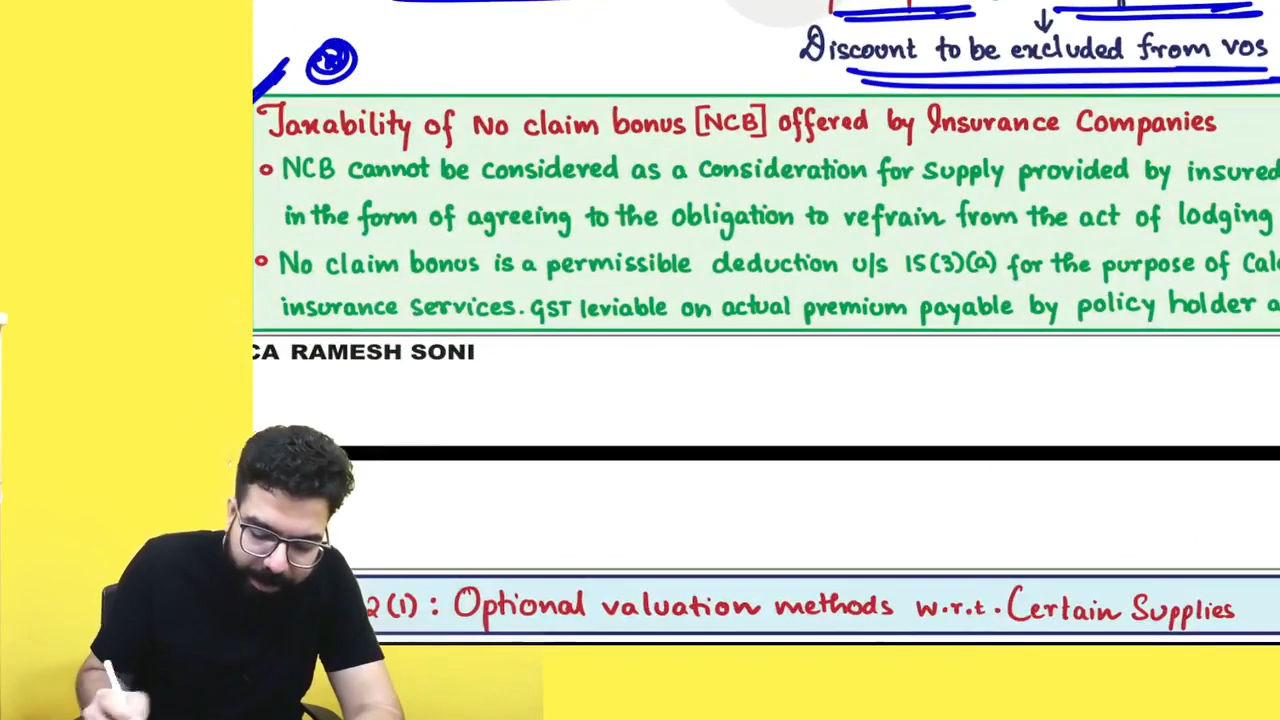 Discount to be excluded from VOS
Taxability of No claim bonus [NCB] offered by Insurance Companies
NCB cannot be considered as a consideration for supply provided by insured
in the form of agreeing to the obligation to refrain from the act of lodging
No claim bonus is a permissible deduction u/s 15(3)(a) for the purpose of Calc
insurance services. GST leviable on actual premium payable by policy holder a
CA RAMESH SONI
2(1): Optional valuation methods w.r.t. Certain Supplies